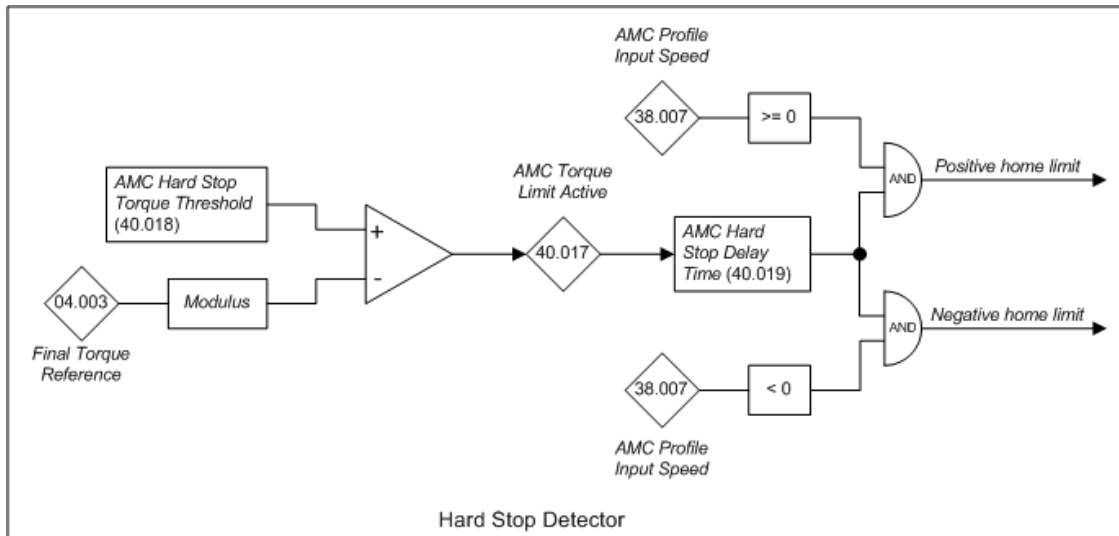 AMC Profile
Input Speed
38.007
>= 0
AMC Hard Stop
Torque Threshold
(40.018)
AMC Torque
Limit Active
AND
Positive home limit
+
-
40.017
AMC Hard
Stop Delay
Time (40.019)
04.003
Modulus
Final Torque
Reference
AND
Negative home limit
38.007
< 0
AMC Profile
Input Speed
Hard Stop Detector